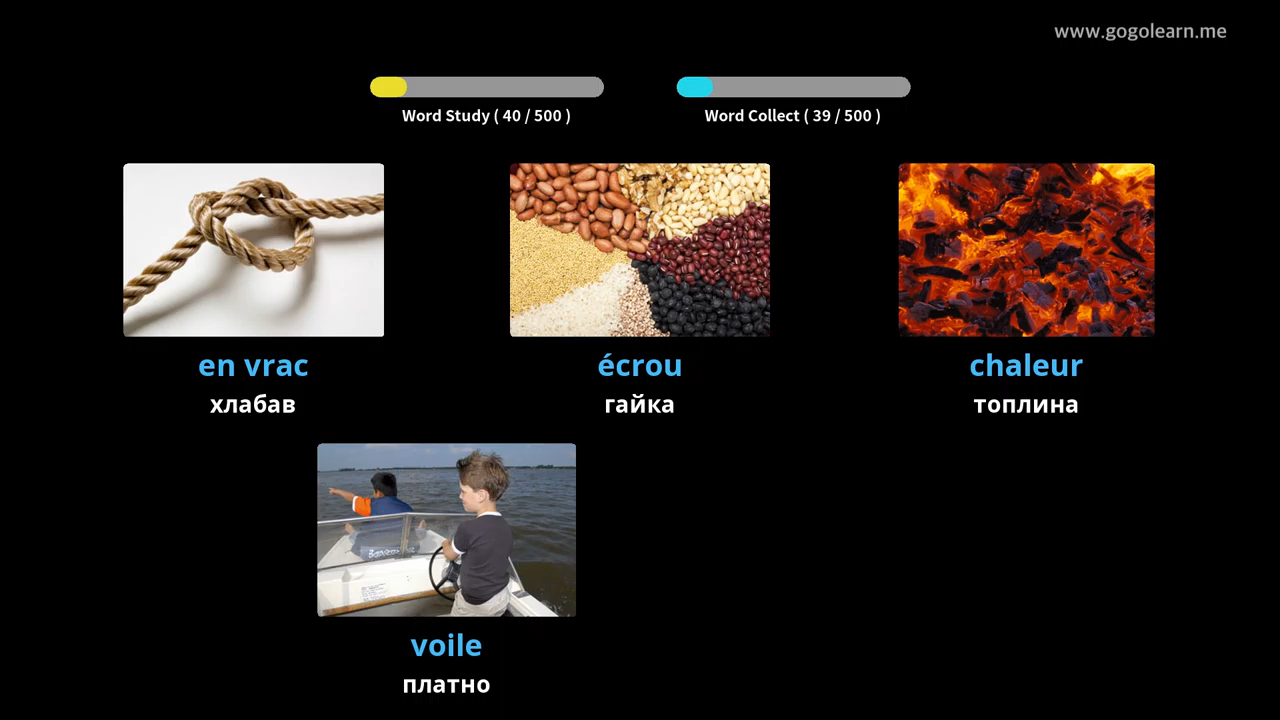 www.gogolearn.me
Word Study ( 40 / 500 )
Word Collect ( 39 / 500 )
en vrac
хлабав
écrou
гайка
chaleur
топлина
voile
платно